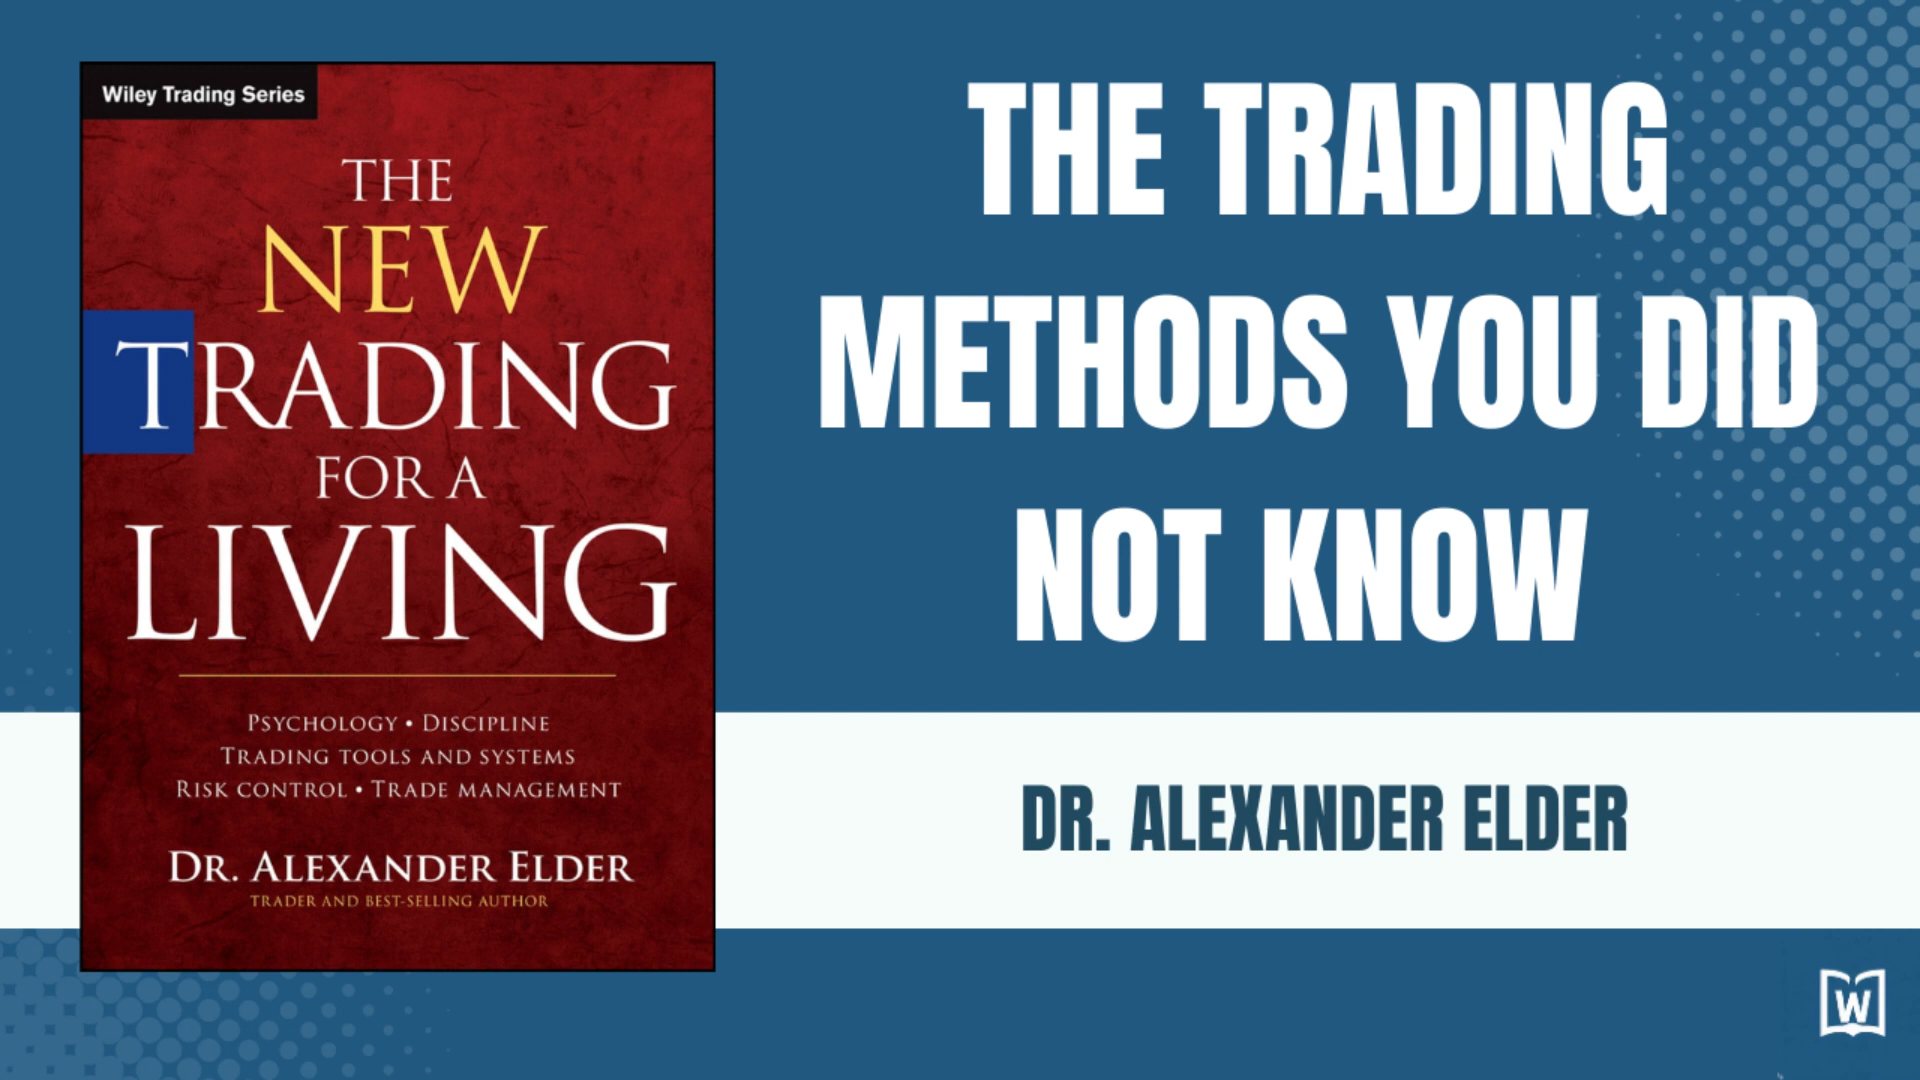 Wiley Trading Series
THE
NEW
TRADING
FOR A
LIVING
PSYCHOLOGY • DISCIPLINE
TRADING TOOLS AND SYSTEMS
RISK CONTROL • TRADE MANAGEMENT
DR. ALEXANDER ELDER
TRADER AND BEST-SELLING AUTHOR
THE TRADING
METHODS YOU DID
NOT KNOW
DR. ALEXANDER ELDER
W